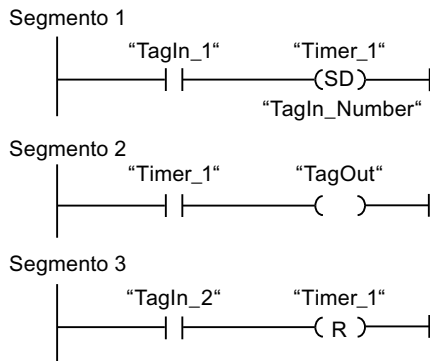 Segmento 1
“TagIn_1“ “Timer_1“
SD
“TagIn_Number“
Segmento 2
“Timer_1“ “TagOut“
Segmento 3
“TagIn_2“ “Timer_1“
R